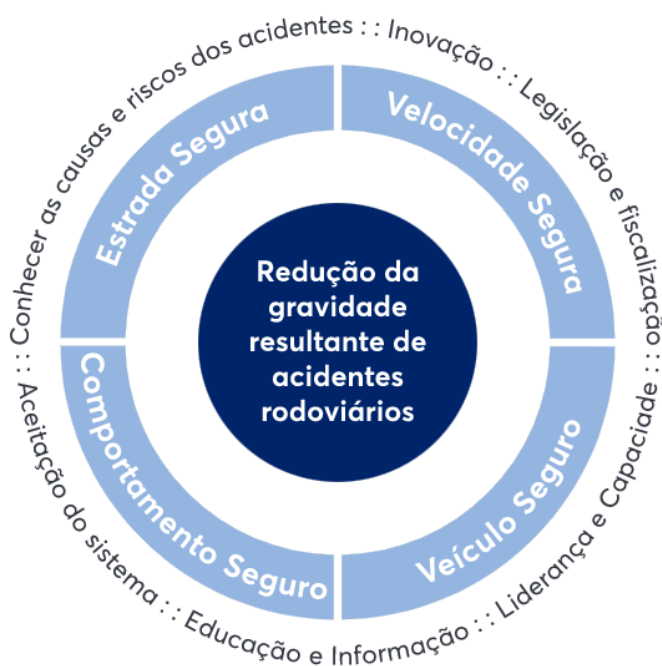 Conhecer as causas e riscos dos acidentes : : Inovação : : Legislação e fiscalização : : Liderança e Capaciade : : Educação e Informação : : Aceitação do sistema : :
Estrada Segura
Velocidade Segura
Redução da
gravidade
resultante de
acidentes
rodoviários
Comportamento Seguro
Veículo Seguro